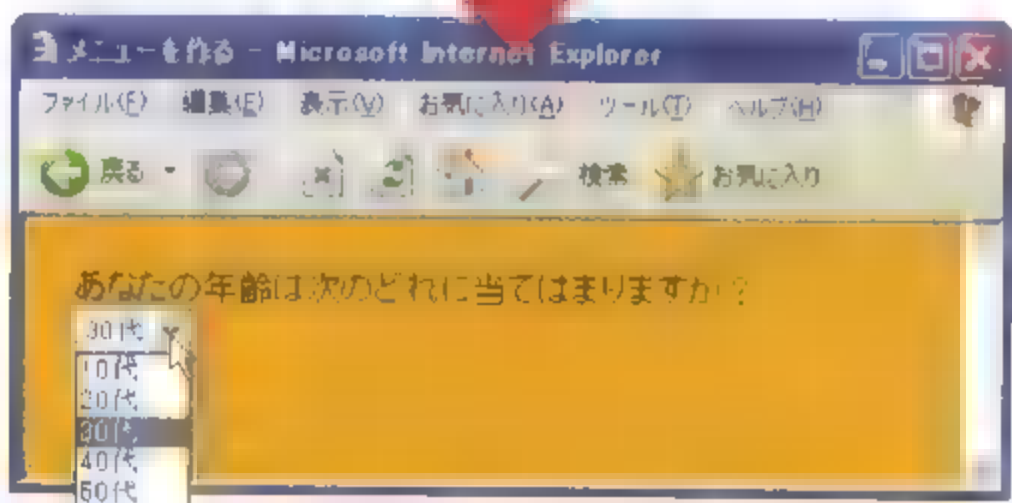 メニューを作る - Microsoft Internet Explorer
ファイル(F) 編集(E) 表示(V) お気に入り(A) ツール(T) ヘルプ(H)
戻る 検索 お気に入り
あなたの年齢は次のどれに当てはまりますか?
30代
10代
20代
30代
40代
50代